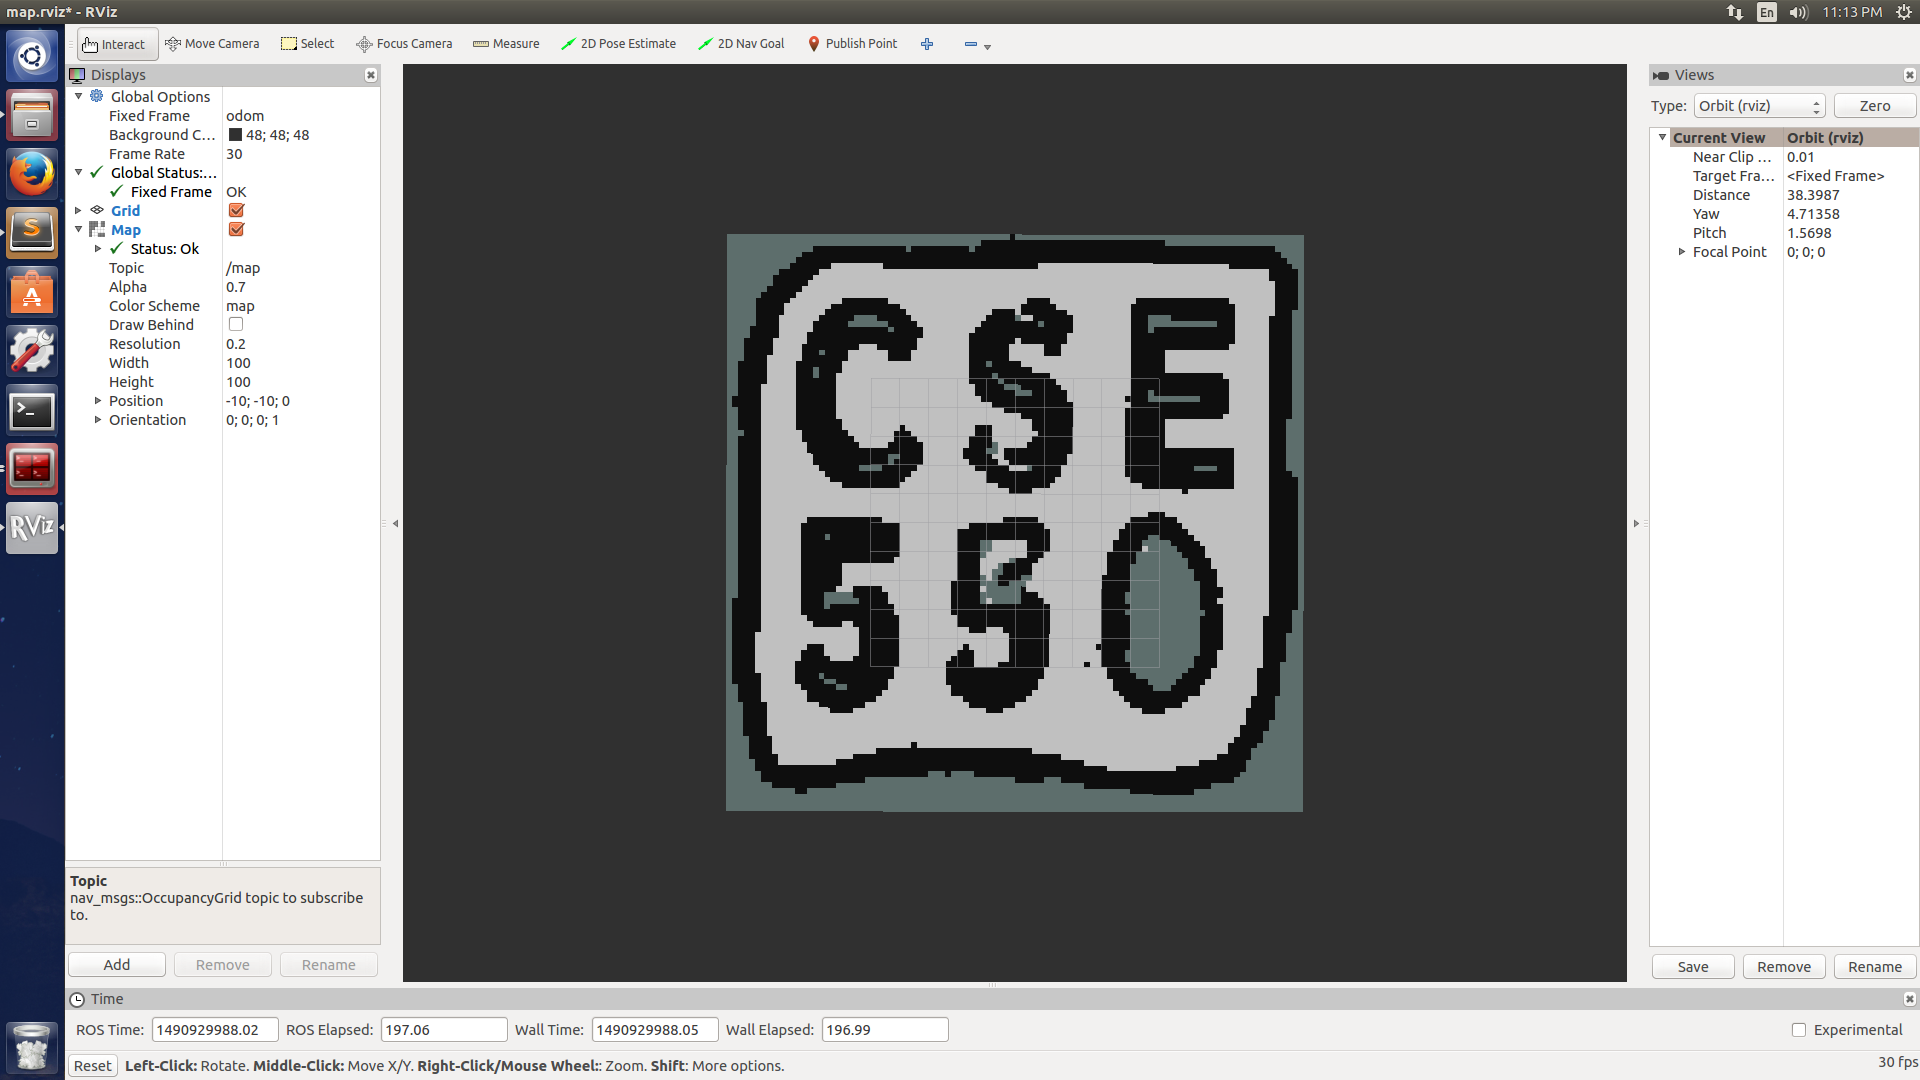 map.rviz* - RViz
En
11:13 PM
Interact
Move Camera
Select
Focus Camera
Measure
2D Pose Estimate
2D Nav Goal
Publish Point
Displays
Global Options
Fixed Frame odom
Background C... 48; 48; 48
Frame Rate 30
Global Status:...
Fixed Frame OK
Grid
Map
Status: Ok
Topic /map
Alpha 0.7
Color Scheme map
Draw Behind
Resolution 0.2
Width 100
Height 100
Position -10; -10; 0
Orientation 0; 0; 0; 1
Topic
nav_msgs::OccupancyGrid topic to subscribe
to.
Add Remove Rename
CSE
550
Views
Type: Orbit (rviz) Zero
Current View Orbit (rviz)
Near Clip ... 0.01
Target Fra... <Fixed Frame>
Distance 38.3987
Yaw 4.71358
Pitch 1.5698
Focal Point 0; 0; 0
Save Remove Rename
Time
ROS Time: 1490929988.02 ROS Elapsed: 197.06 Wall Time: 1490929988.05 Wall Elapsed: 196.99 Experimental
Reset Left-Click: Rotate. Middle-Click: Move X/Y. Right-Click/Mouse Wheel:: Zoom. Shift: More options. 30 fps
RViz